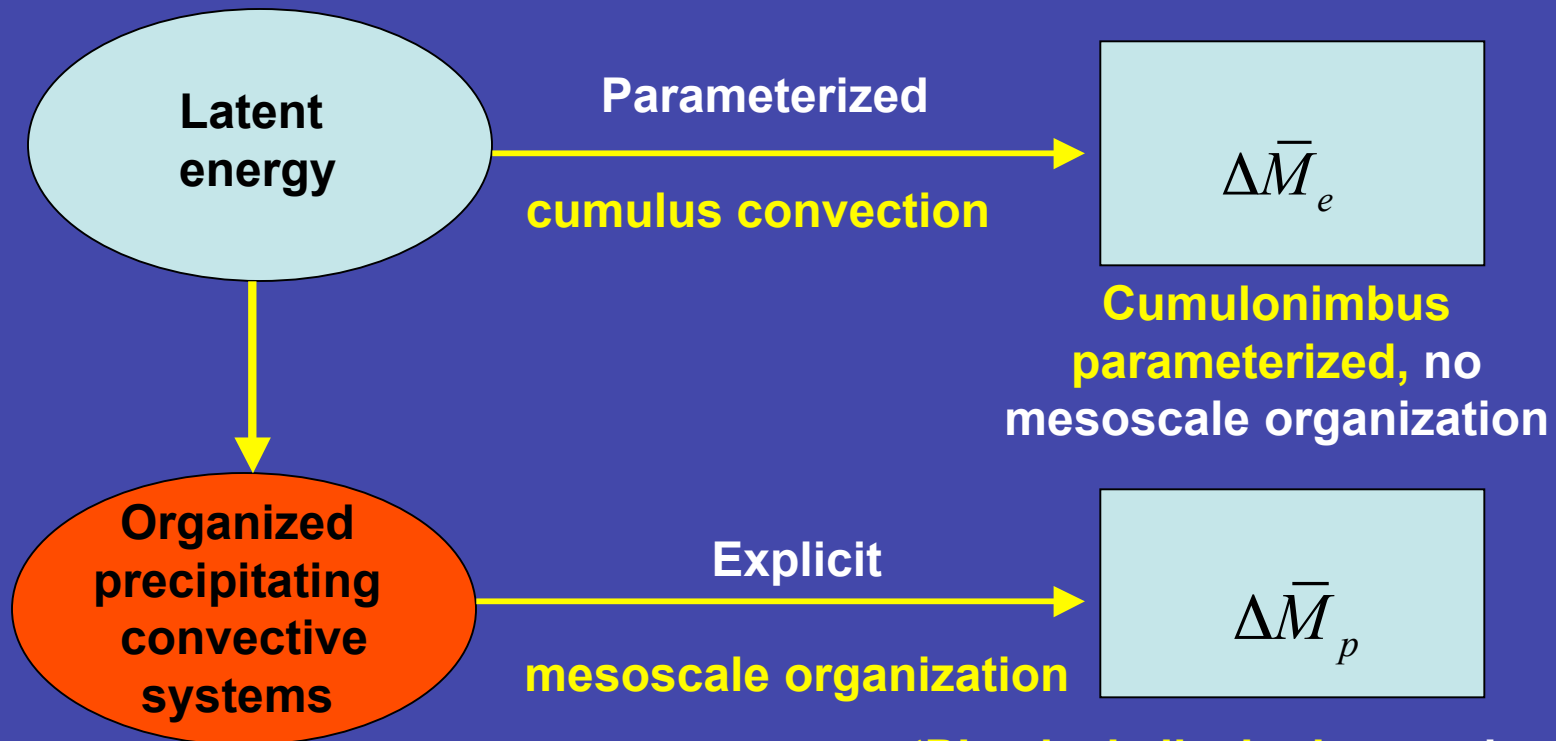 Latent
energy
Parameterized
cumulus convection
ΔM̅ₑ
Cumulonimbus
parameterized, no
mesoscale organization
Organized
precipitating
convective
systems
Explicit
mesoscale organization
ΔM̅ₚ